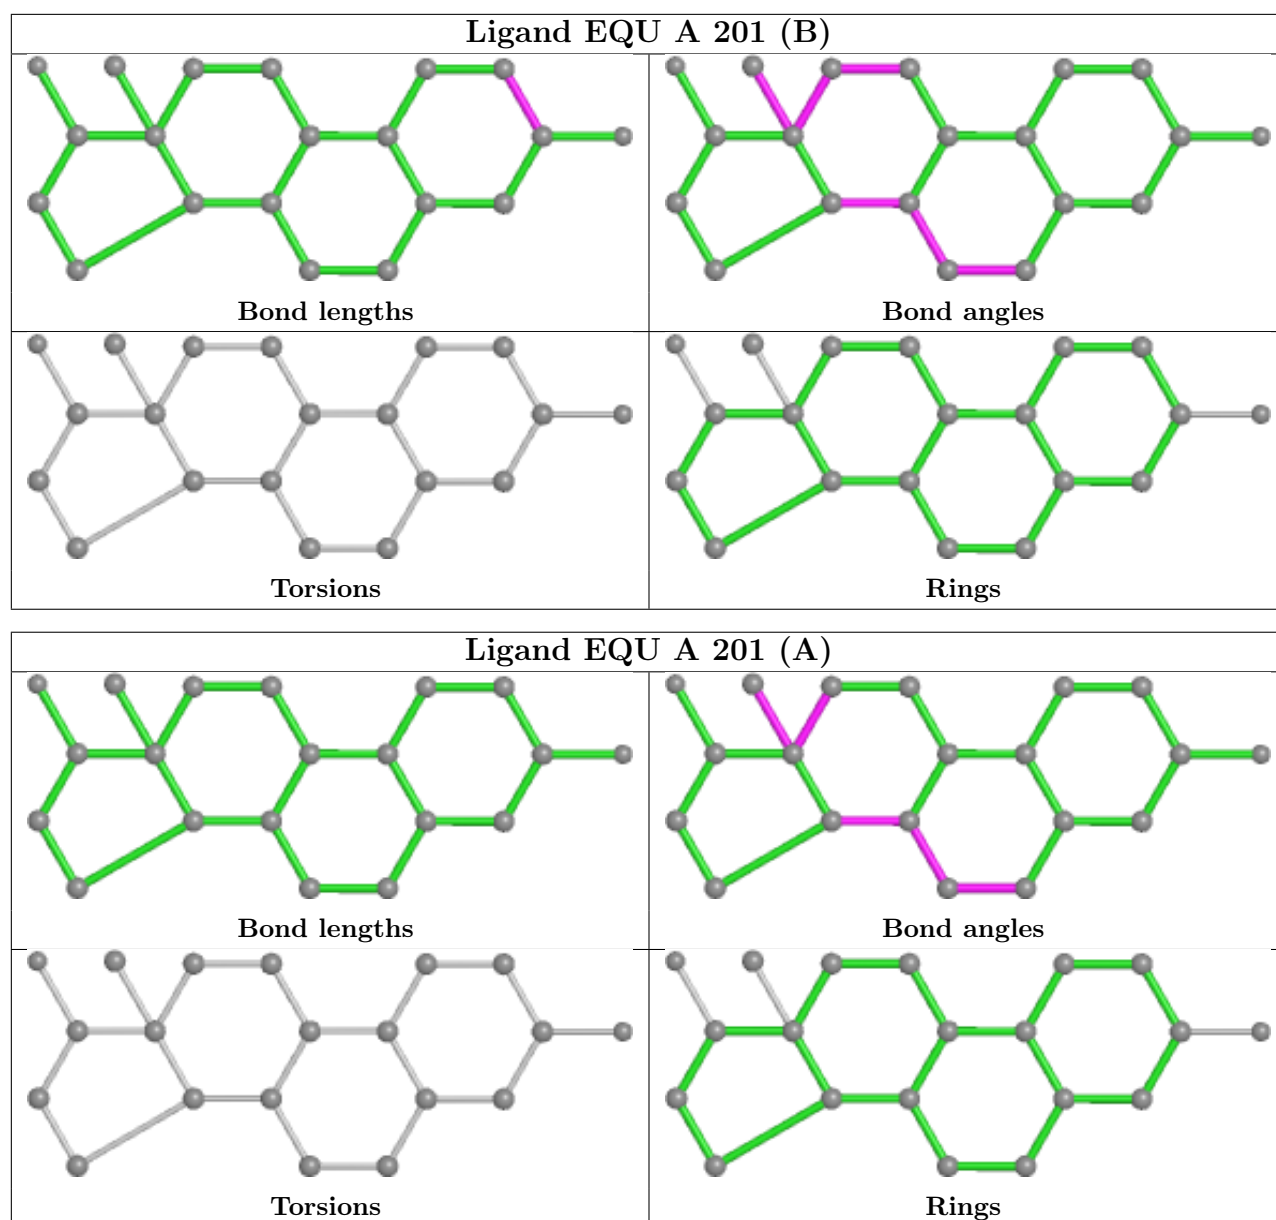 Ligand EQU A 201 (B)
Bond lengths
Bond angles
Torsions
Rings
Ligand EQU A 201 (A)
Bond lengths
Bond angles
Torsions
Rings